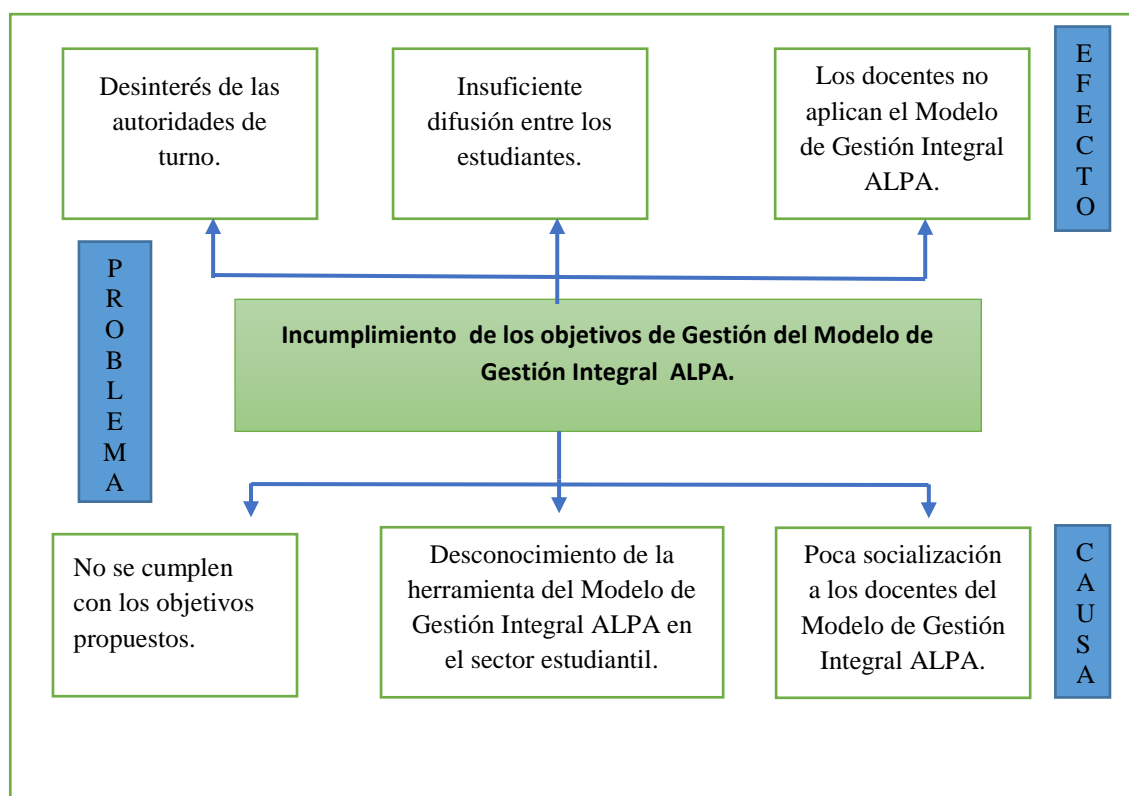 Desinterés de las
autoridades de
turno.
Insuficiente
difusión entre los
estudiantes.
Los docentes no
aplican el Modelo
de Gestión Integral
ALPA.
E
F
E
C
T
O
P
R
O
B
L
E
M
A
Incumplimiento de los objetivos de Gestión del Modelo de
Gestión Integral ALPA.
No se cumplen
con los objetivos
propuestos.
Desconocimiento de la
herramienta del Modelo de
Gestión Integral ALPA en
el sector estudiantil.
Poca socialización
a los docentes del
Modelo de Gestión
Integral ALPA.
C
A
U
S
A